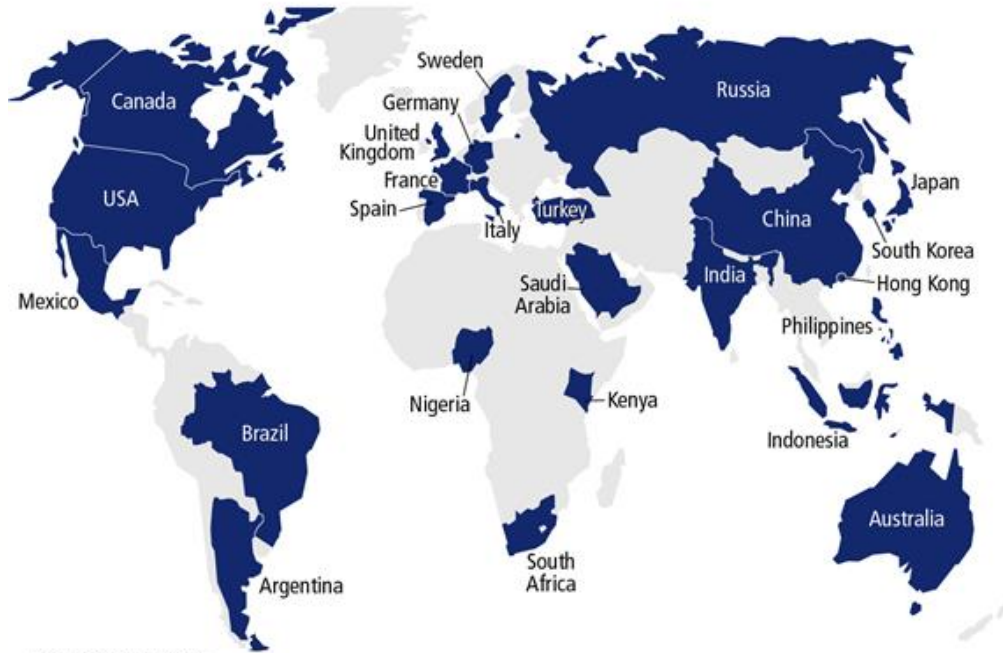 Sweden
Germany
United
Kingdom
France
Spain
Italy
Turkey
Russia
Canada
USA
Mexico
China
Japan
South Korea
Hong Kong
India
Saudi
Arabia
Philippines
Nigeria
Kenya
Indonesia
Brazil
Argentina
South
Africa
Australia